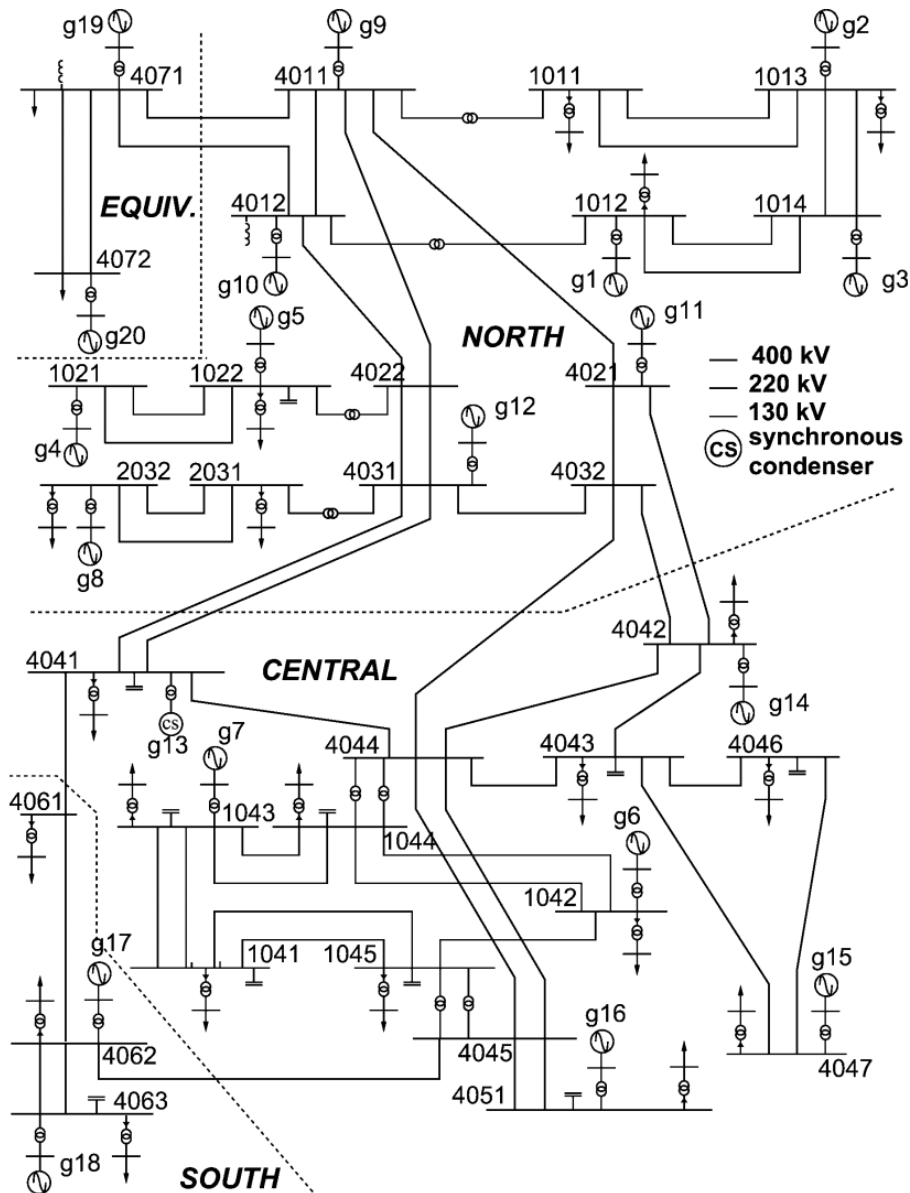 g19
g9
g2
4071
4011
1011
1013
EQUIV.
4012
1012
1014
4072
g10
g1
g3
g5
NORTH
g11
g20
1021
1022
4022
4021
400 kV
220 kV
130 kV
CS synchronous
condenser
g12
g4
2032
2031
4031
4032
g8
4042
4041
CENTRAL
CS
g13
g7
g14
4044
4043
4046
4061
1043
1044
g6
1042
g17
1041
1045
g15
g16
4062
4045
4047
4051
4063
g18
SOUTH